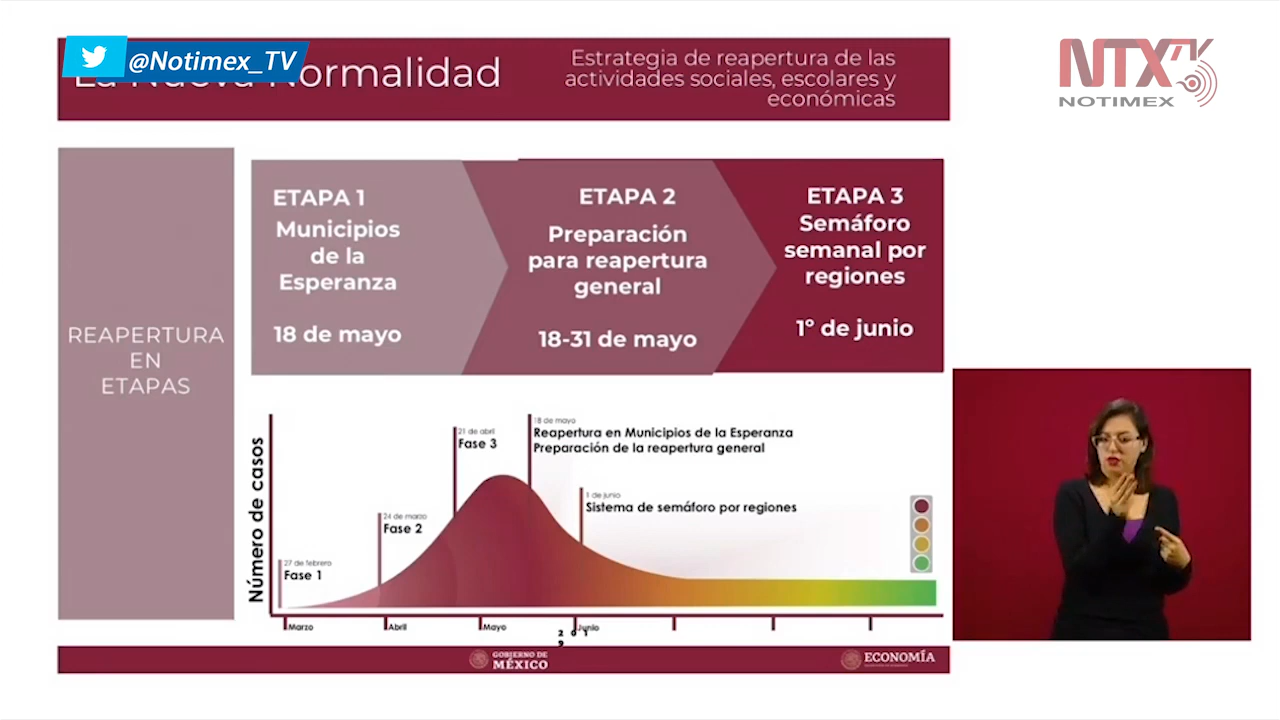 @Notimex_TV
La Nueva Normalidad
Estrategia de reapertura de las
actividades sociales, escolares y
económicas
NTX TV
NOTIMEX
REAPERTURA
EN
ETAPAS
ETAPA 1
Municipios
de la
Esperanza
18 de mayo
ETAPA 2
Preparación
para reapertura
general
18-31 de mayo
ETAPA 3
Semáforo
semanal por
regiones
1º de junio
Número de casos
27 de febrero
Fase 1
24 de marzo
Fase 2
21 de abril
Fase 3
18 de mayo
Reapertura en Municipios de la Esperanza
Preparación de la reapertura general
1 de junio
Sistema de semáforo por regiones
Marzo
Abril
Mayo
Junio
GOBIERNO DE
MÉXICO
ECONOMÍA